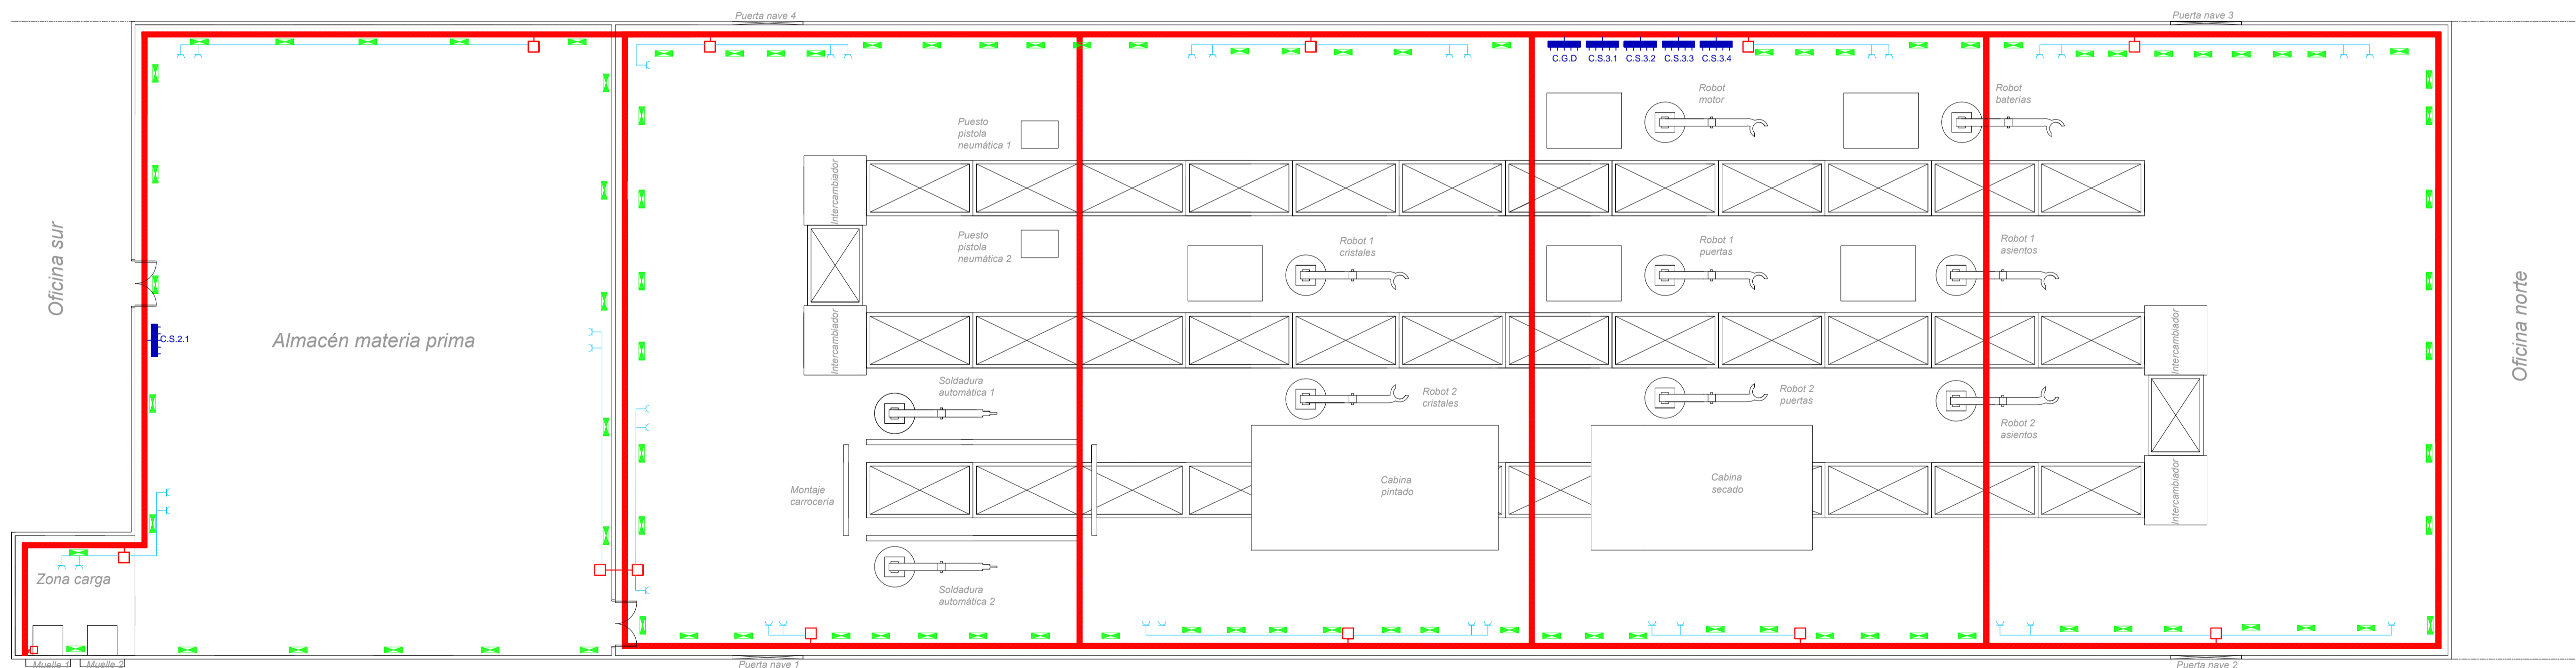 Puerta nave 4
Puerta nave 3
C.G.D
C.S.3.1
C.S.3.2
C.S.3.3
C.S.3.4
Robot
motor
Robot
baterías
Puesto
pistola
neumática 1
Intercambiador
Puesto
pistola
neumática 2
Robot 1
cristales
Robot 1
puertas
Robot 1
asientos
Oficina sur
Oficina norte
C.S.2.1
Almacén materia prima
Intercambiador
Intercambiador
Soldadura
automática 1
Robot 2
cristales
Robot 2
puertas
Robot 2
asientos
Montaje
carrocería
Cabina
pintado
Cabina
secado
Intercambiador
Zona carga
Soldadura
automática 2
Muelle 1
Muelle 2
Puerta nave 1
Puerta nave 2